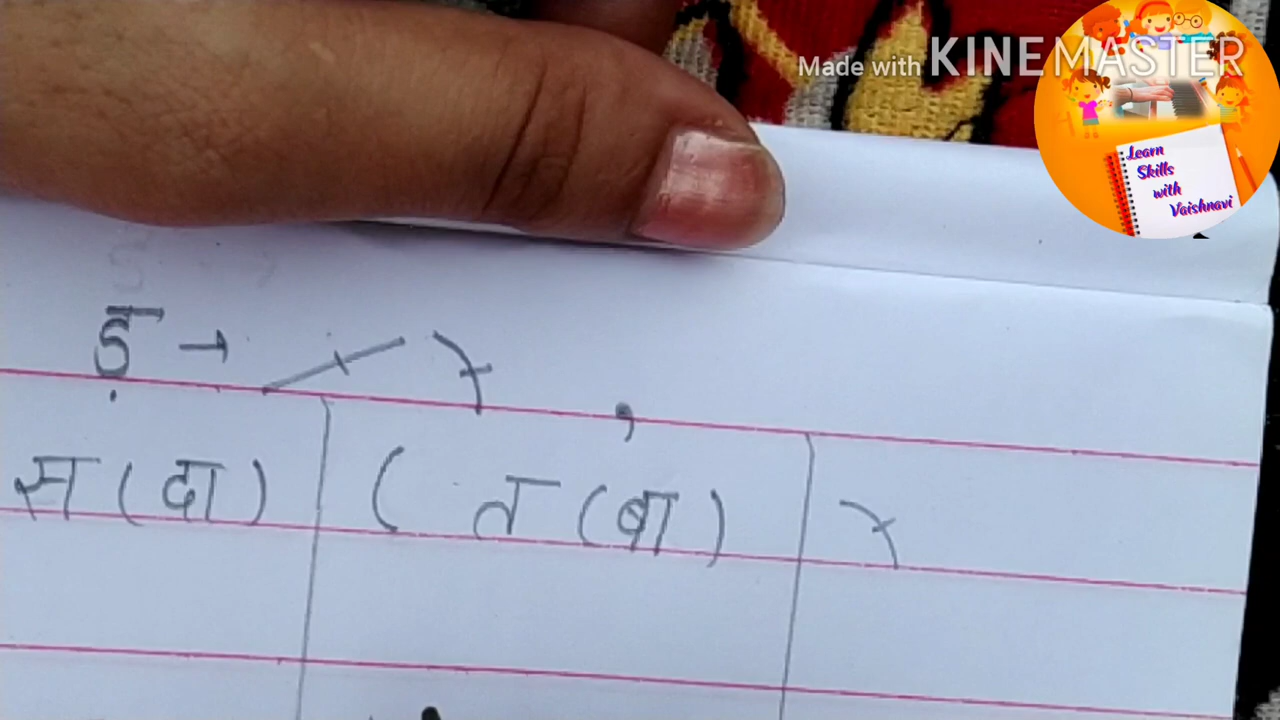 Made with KINEMASTER
Learn
Skills
with
Vaishnavi
ड़ →
स (दा) ( त (बा)